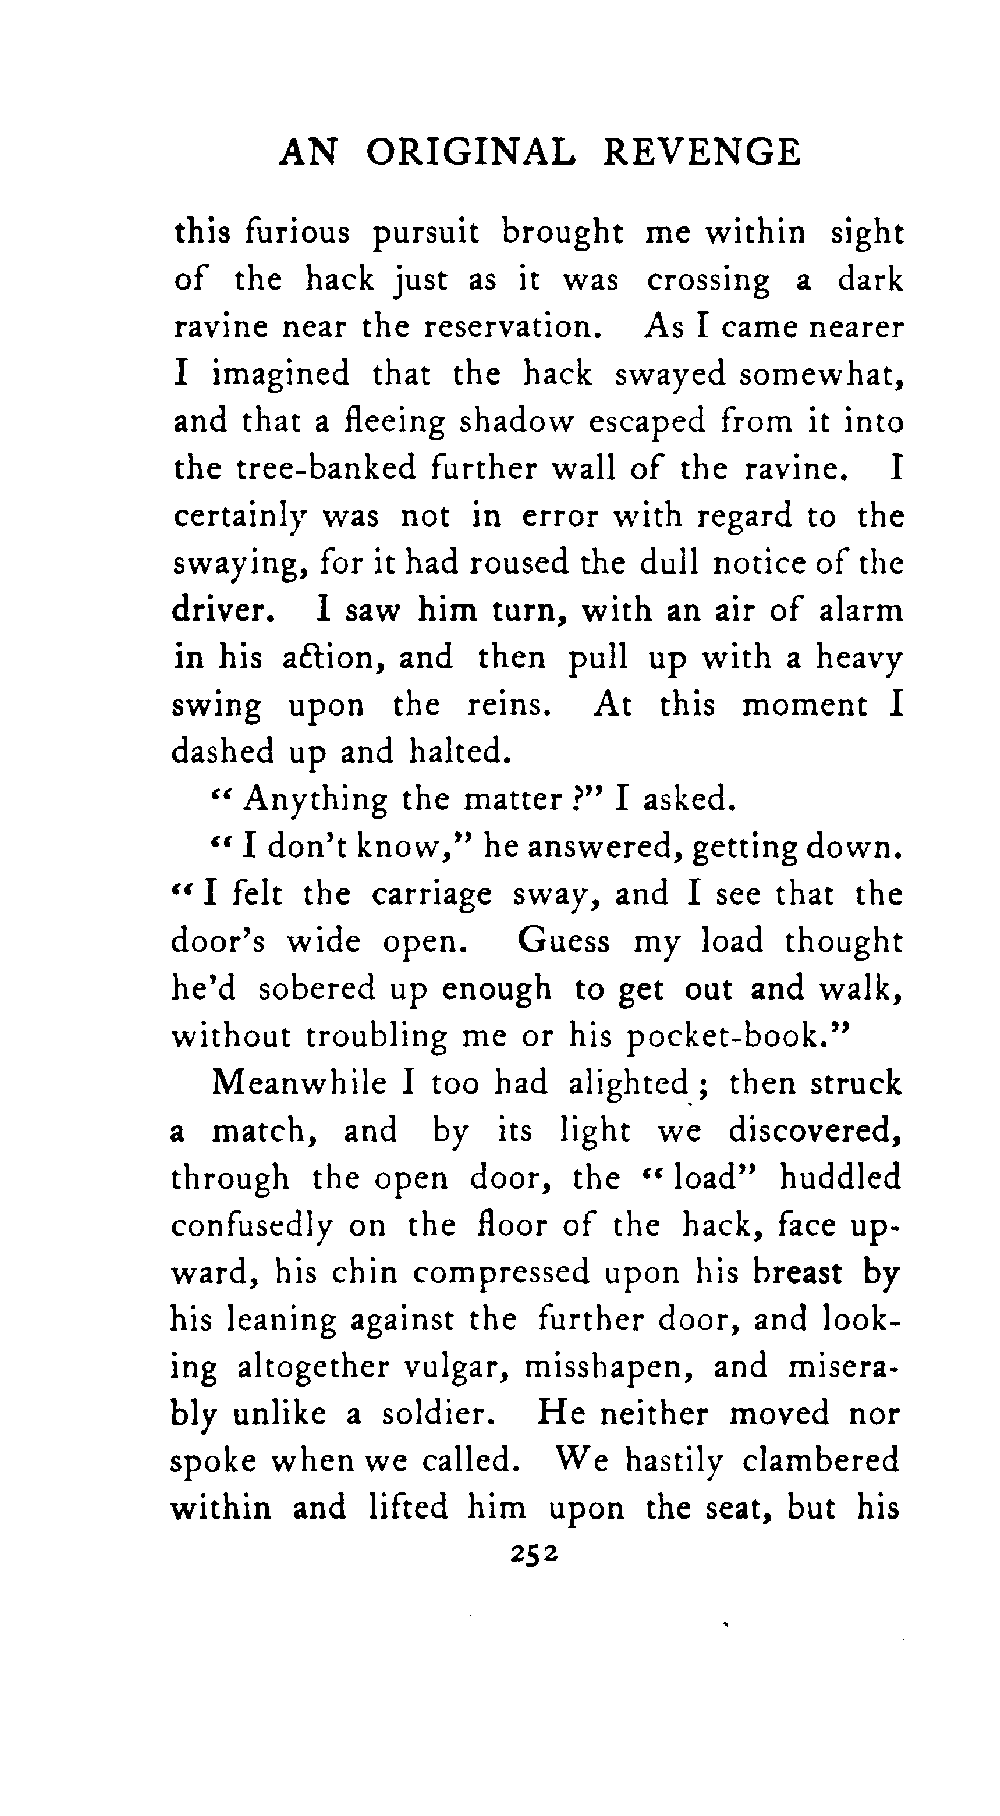 AN ORIGINAL REVENGE
this furious pursuit brought me within sight
of the hack just as it was crossing a dark
ravine near the reservation. As I came nearer
I imagined that the hack swayed somewhat,
and that a fleeing shadow escaped from it into
the tree-banked further wall of the ravine. I
certainly was not in error with regard to the
swaying, for it had roused the dull notice of the
driver. I saw him turn, with an air of alarm
in his action, and then pull up with a heavy
swing upon the reins. At this moment I
dashed up and halted.
“ Anything the matter ?” I asked.
“ I don’t know,” he answered, getting down.
“ I felt the carriage sway, and I see that the
door’s wide open. Guess my load thought
he’d sobered up enough to get out and walk,
without troubling me or his pocket-book.”
Meanwhile I too had alighted ; then struck
a match, and by its light we discovered,
through the open door, the “ load” huddled
confusedly on the floor of the hack, face up-
ward, his chin compressed upon his breast by
his leaning against the further door, and look-
ing altogether vulgar, misshapen, and misera-
bly unlike a soldier. He neither moved nor
spoke when we called. We hastily clambered
within and lifted him upon the seat, but his
252